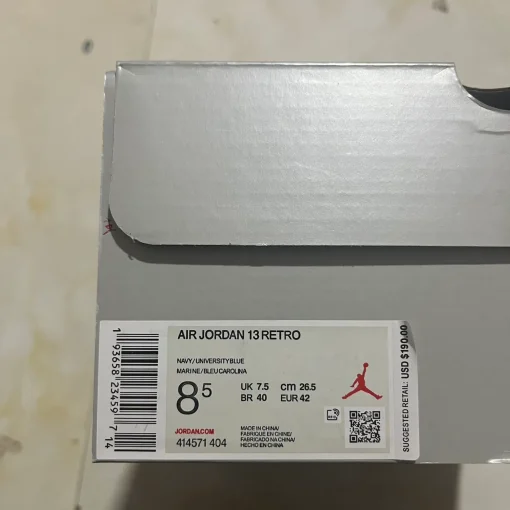 AIR JORDAN 13 RETRO
NAVY/UNIVERSITY BLUE
MARINE/BLEU CAROLINA
8⁵
UK 7.5 cm 26.5
BR 40 EUR 42
JORDAN.COM
414571 404
MADE IN CHINA/
FABRIQUE EN CHINE/
FABRICADO NA CHINA/
HECHO EN CHINA
1 93658 23459 7 14
SUGGESTED RETAIL: USD $190.00